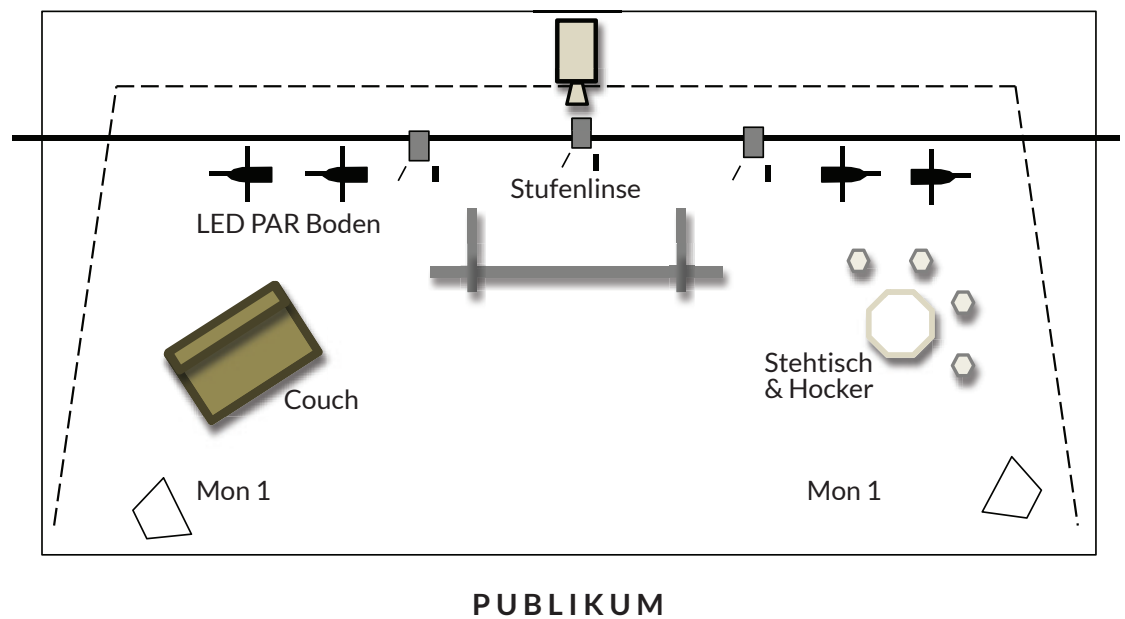 Stufenlinse
LED PAR Boden
Stehtisch
& Hocker
Couch
Mon 1
Mon 1
PUBLIKUM